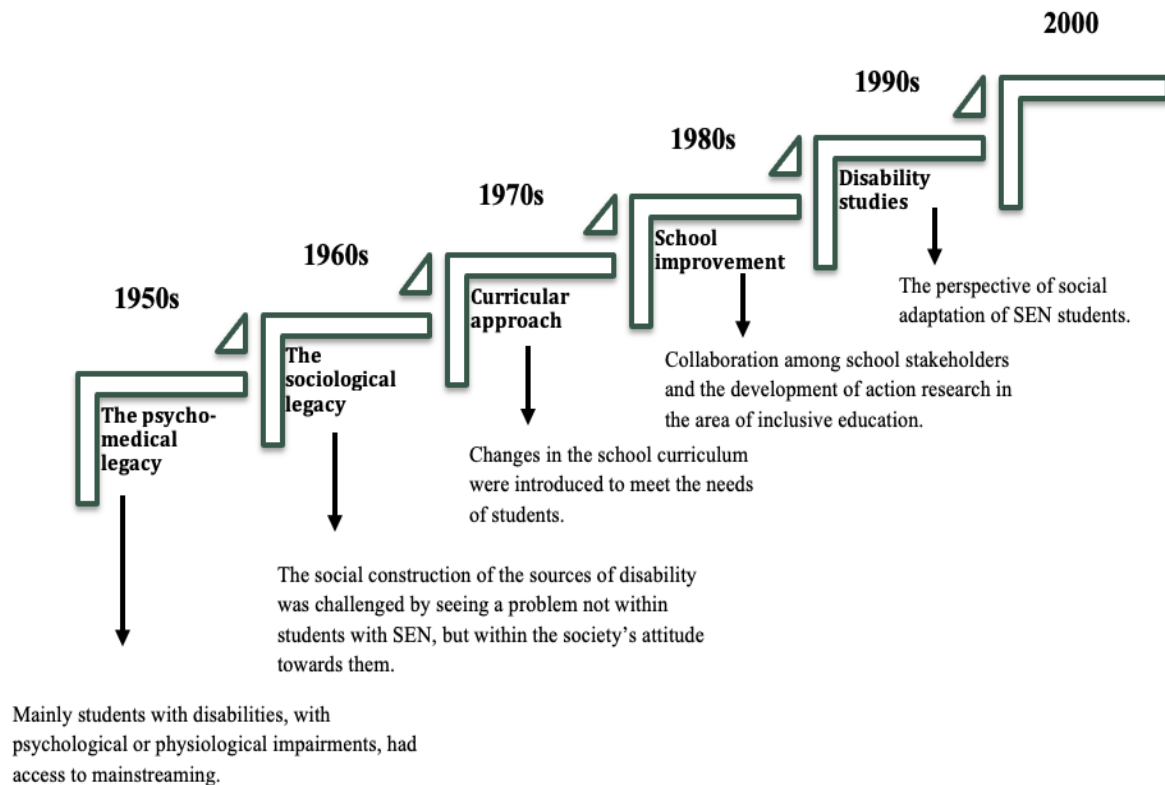 1950s
The psycho-
medical
legacy
Mainly students with disabilities, with
psychological or physiological impairments, had
access to mainstreaming.
1960s
The
sociological
legacy
The social construction of the sources of disability
was challenged by seeing a problem not within
students with SEN, but within the society’s attitude
towards them.
1970s
Curricular
approach
Changes in the school curriculum
were introduced to meet the needs
of students.
1980s
School
improvement
Collaboration among school stakeholders
and the development of action research in
the area of inclusive education.
1990s
Disability
studies
The perspective of social
adaptation of SEN students.
2000